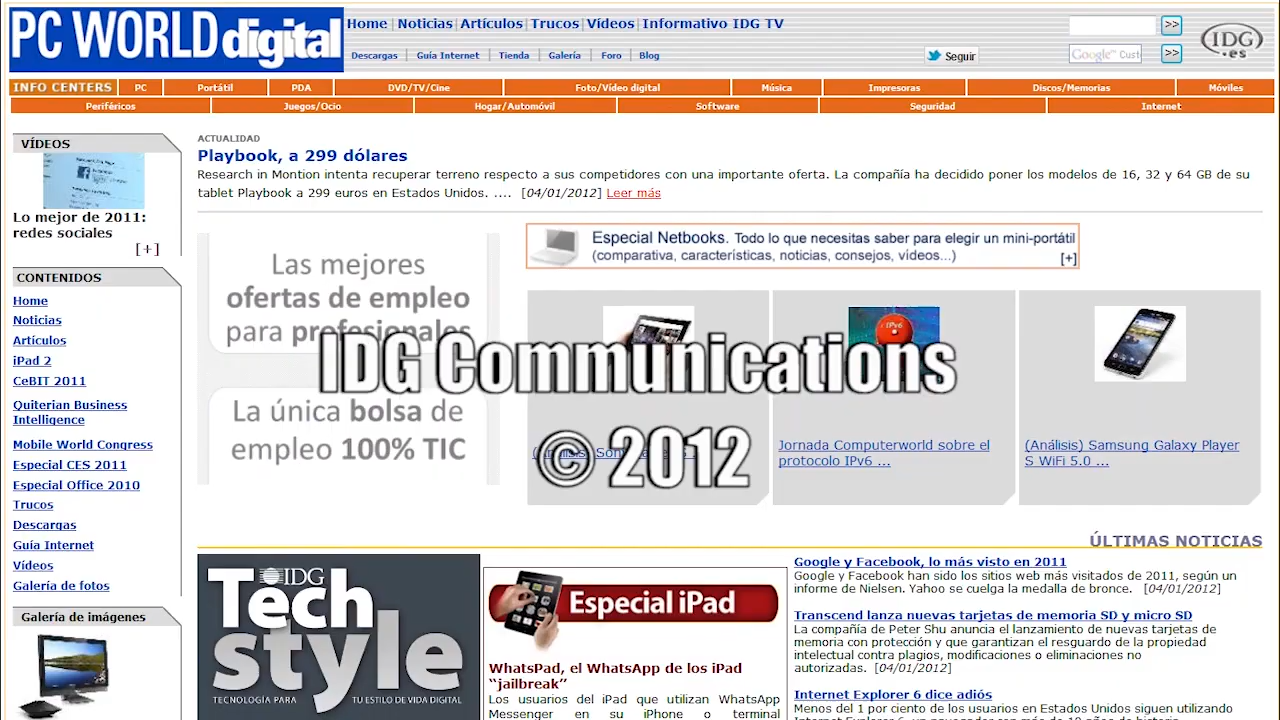 PC WORLD digital
Home | Noticias | Artículos | Trucos | Vídeos | Informativo IDG TV
Descargas | Guía Internet | Tienda | Galería | Foro | Blog
>>
Seguir
Google™ Cust
>>
IDG
.es
INFO CENTERS PC Portátil PDA DVD/TV/Cine Foto/Vídeo digital Música Impresoras Discos/Memorias Móviles
Periféricos Juegos/Ocio Hogar/Automóvil Software Seguridad Internet
VÍDEOS
Lo mejor de 2011:
redes sociales
[+]
CONTENIDOS
Home
Noticias
Artículos
iPad 2
CeBIT 2011
Quiterian Business
Intelligence
Mobile World Congress
Especial CES 2011
Especial Office 2010
Trucos
Descargas
Guía Internet
Vídeos
Galería de fotos
Galería de imágenes
ACTUALIDAD
Playbook, a 299 dólares
Research in Montion intenta recuperar terreno respecto a sus competidores con una importante oferta. La compañía ha decidido poner los modelos de 16, 32 y 64 GB de su
tablet Playbook a 299 euros en Estados Unidos. .... [04/01/2012] Leer más
Las mejores
ofertas de empleo
para profesionales
La única bolsa de
empleo 100% TIC
Especial Netbooks. Todo lo que necesitas saber para elegir un mini-portátil
(comparativa, características, noticias, consejos, vídeos...)
[+]
IPv6
IDG Communications
© 2012
Jornada Computerworld sobre el
protocolo IPv6 ...
(Análisis) Samsung Galaxy Player
S WiFi 5.0 ...
IDG
Tech
style
TECNOLOGÍA PARA TU ESTILO DE VIDA DIGITAL
Especial iPad
WhatsPad, el WhatsApp de los iPad
“jailbreak”
Los usuarios del iPad que utilizan WhatsApp
Messenger en su iPhone o terminal
ÚLTIMAS NOTICIAS
Google y Facebook, lo más visto en 2011
Google y Facebook han sido los sitios web más visitados de 2011, según un
informe de Nielsen. Yahoo se cuelga la medalla de bronce. [04/01/2012]
Transcend lanza nuevas tarjetas de memoria SD y micro SD
La compañía de Peter Shu anuncia el lanzamiento de nuevas tarjetas de
memoria con protección y que garantizan el resguardo de la propiedad
intelectual contra plagios, modificaciones o eliminaciones no
autorizadas. [04/01/2012]
Internet Explorer 6 dice adiós
Menos del 1 por ciento de los usuarios en Estados Unidos siguen utilizando